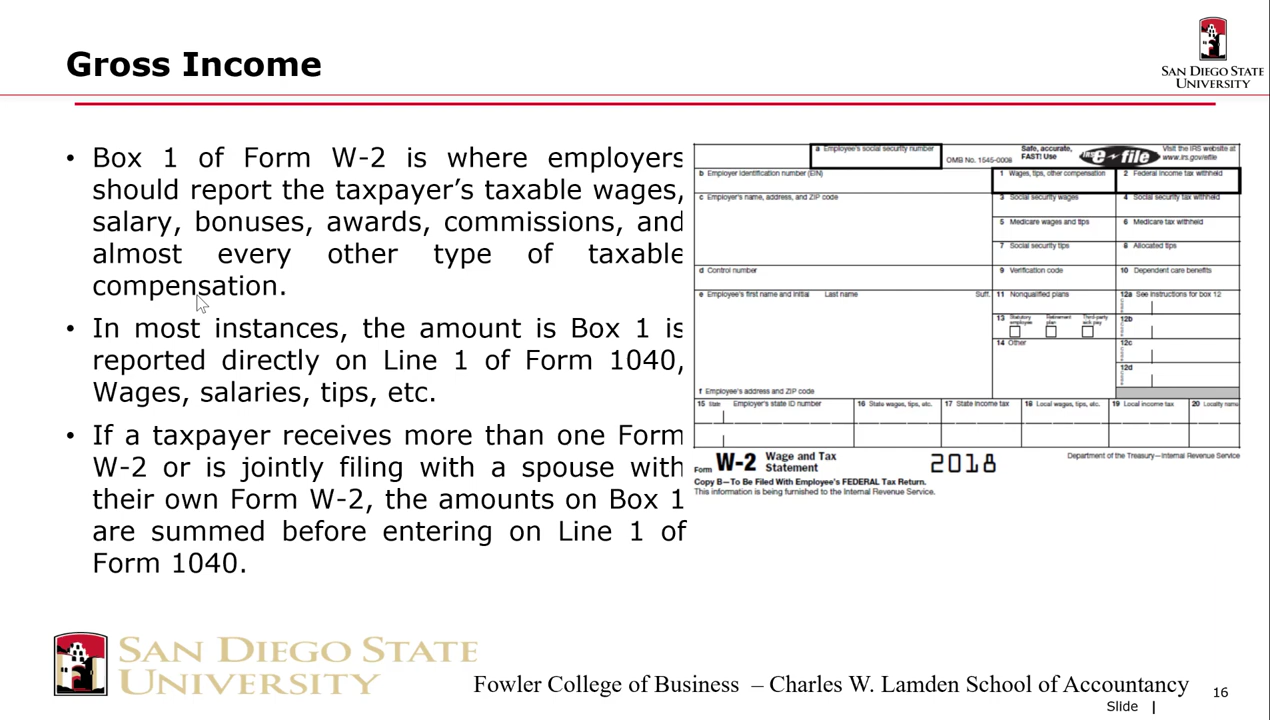 Gross Income
SAN DIEGO STATE
UNIVERSITY
• Box 1 of Form W-2 is where employers
should report the taxpayer’s taxable wages,
salary, bonuses, awards, commissions, and
almost every other type of taxable
compensation.
• In most instances, the amount is Box 1 is
reported directly on Line 1 of Form 1040,
Wages, salaries, tips, etc.
• If a taxpayer receives more than one Form
W-2 or is jointly filing with a spouse with
their own Form W-2, the amounts on Box 1
are summed before entering on Line 1 of
Form 1040.
a Employee's social security number
OMB No. 1545-0008
Safe, accurate,
FAST! Use
IRS e-file
Visit the IRS website at
www.irs.gov/efile
b Employer identification number (EIN)
1 Wages, tips, other compensation
2 Federal income tax withheld
c Employer's name, address, and ZIP code
3 Social security wages
4 Social security tax withheld
5 Medicare wages and tips
6 Medicare tax withheld
7 Social security tips
8 Allocated tips
d Control number
9 Verification code
10 Dependent care benefits
e Employee's first name and initial
Last name
Suff.
11 Nonqualified plans
12a See instructions for box 12
13 Statutory employee
Retirement plan
Third-party sick pay
12b
14 Other
12c
12d
f Employee's address and ZIP code
15 State Employer's state ID number
16 State wages, tips, etc.
17 State income tax
18 Local wages, tips, etc.
19 Local income tax
20 Locality name
Form W-2 Wage and Tax
Statement
2018
Department of the Treasury—Internal Revenue Service
Copy B—To Be Filed With Employee's FEDERAL Tax Return.
This information is being furnished to the Internal Revenue Service.
SAN DIEGO STATE
UNIVERSITY
Fowler College of Business – Charles W. Lamden School of Accountancy
16
Slide |